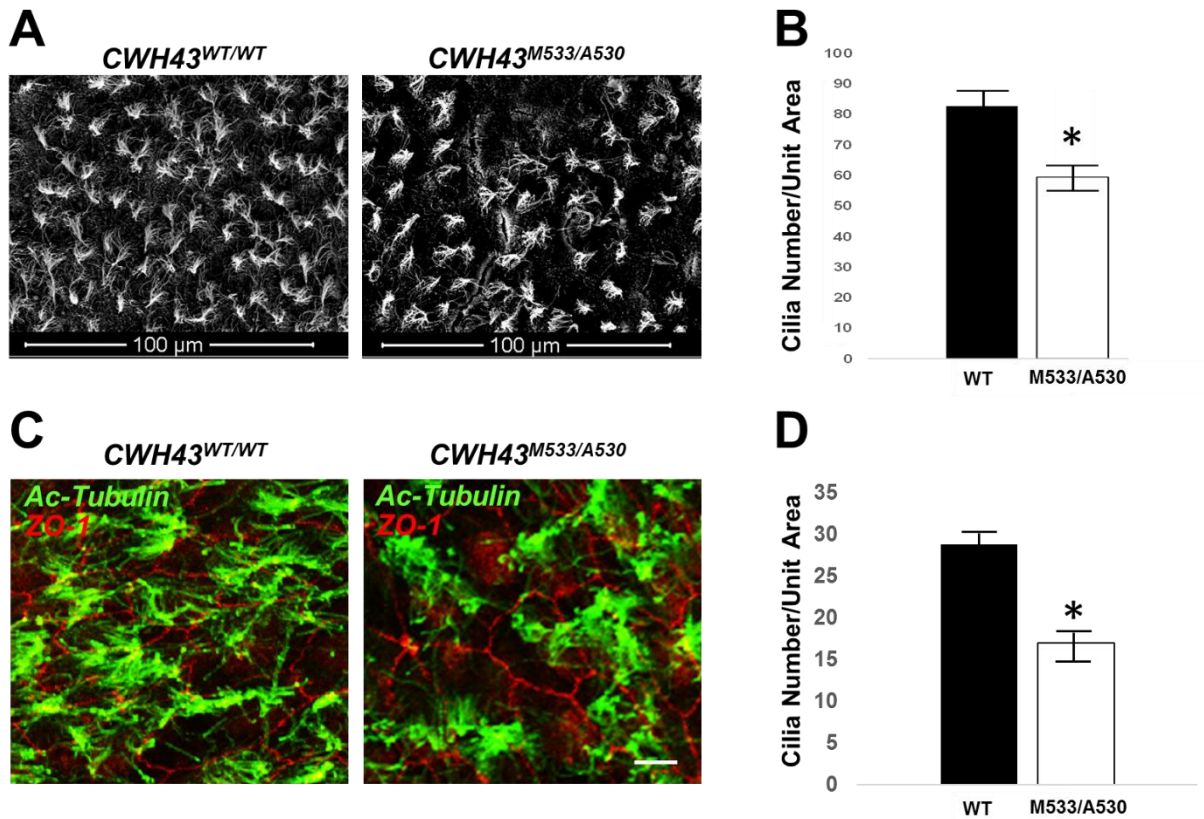 A
CWH43WT/WT
CWH43M533/A530
100 µm
100 µm
B
Cilia Number/Unit Area
100
90
80
70
60
50
40
30
20
10
0
*
WT
M533/A530
C
CWH43WT/WT
CWH43M533/A530
Ac-Tubulin
ZO-1
Ac-Tubulin
ZO-1
D
Cilia Number/Unit Area
35
30
25
20
15
10
5
0
*
WT
M533/A530